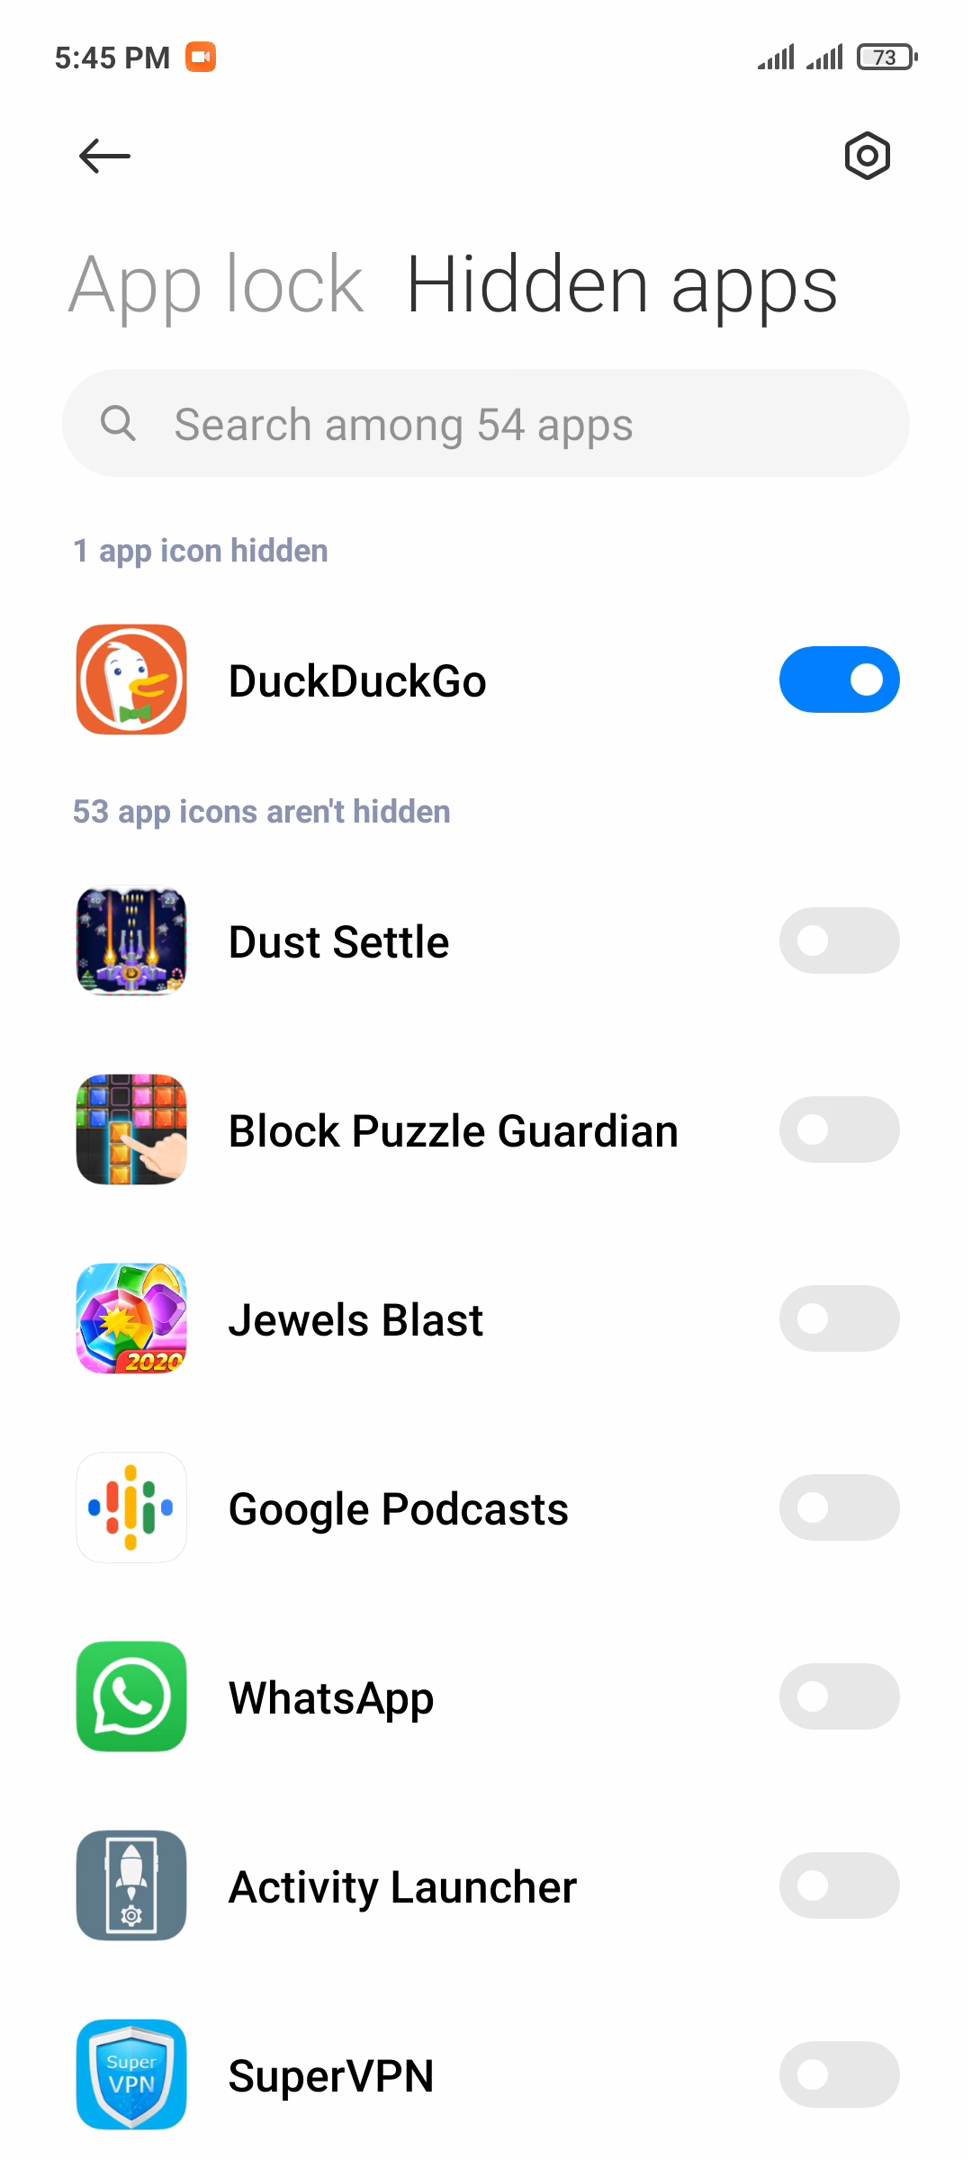 5:45 PM
73
App lock Hidden apps
Search among 54 apps
1 app icon hidden
DuckDuckGo
53 app icons aren't hidden
Dust Settle
Block Puzzle Guardian
2020
Jewels Blast
Google Podcasts
WhatsApp
Activity Launcher
Super
VPN
SuperVPN